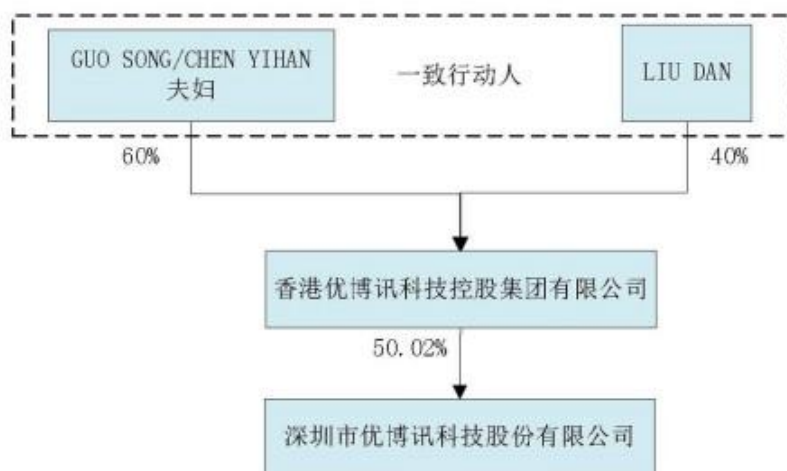 GUO SONG/CHEN YIHAN
夫妇
一致行动人
LIU DAN
60%
40%
香港优博讯科技控股集团有限公司
50.02%
深圳市优博讯科技股份有限公司